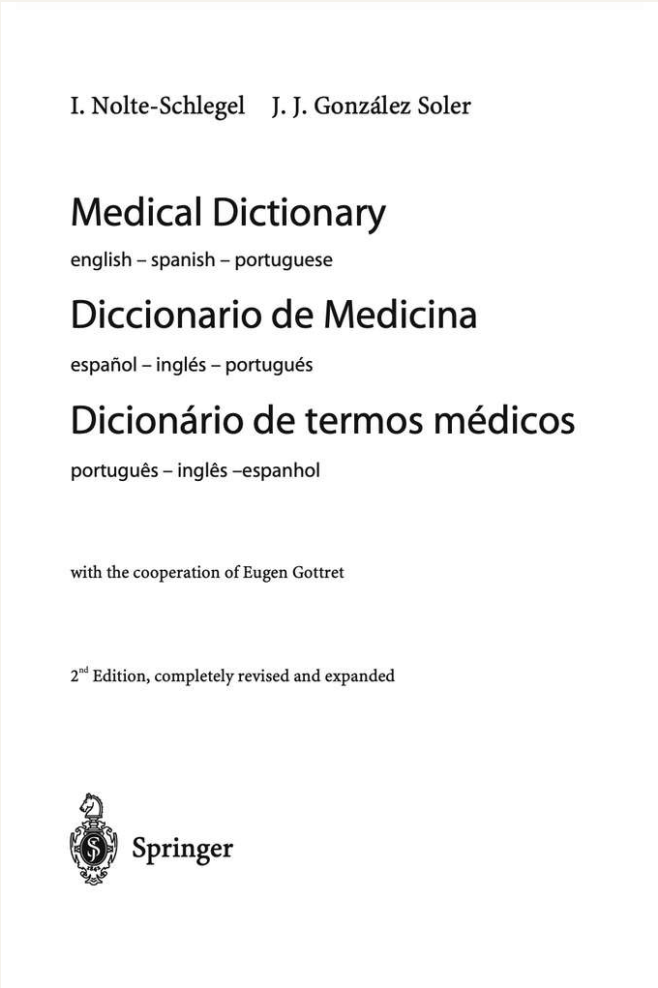 I. Nolte-Schlegel J. J. González Soler
Medical Dictionary
english – spanish – portuguese
Diccionario de Medicina
español – inglés – portugués
Dicionário de termos médicos
português – inglês –espanhol
with the cooperation of Eugen Gottret
2nd Edition, completely revised and expanded
Springer